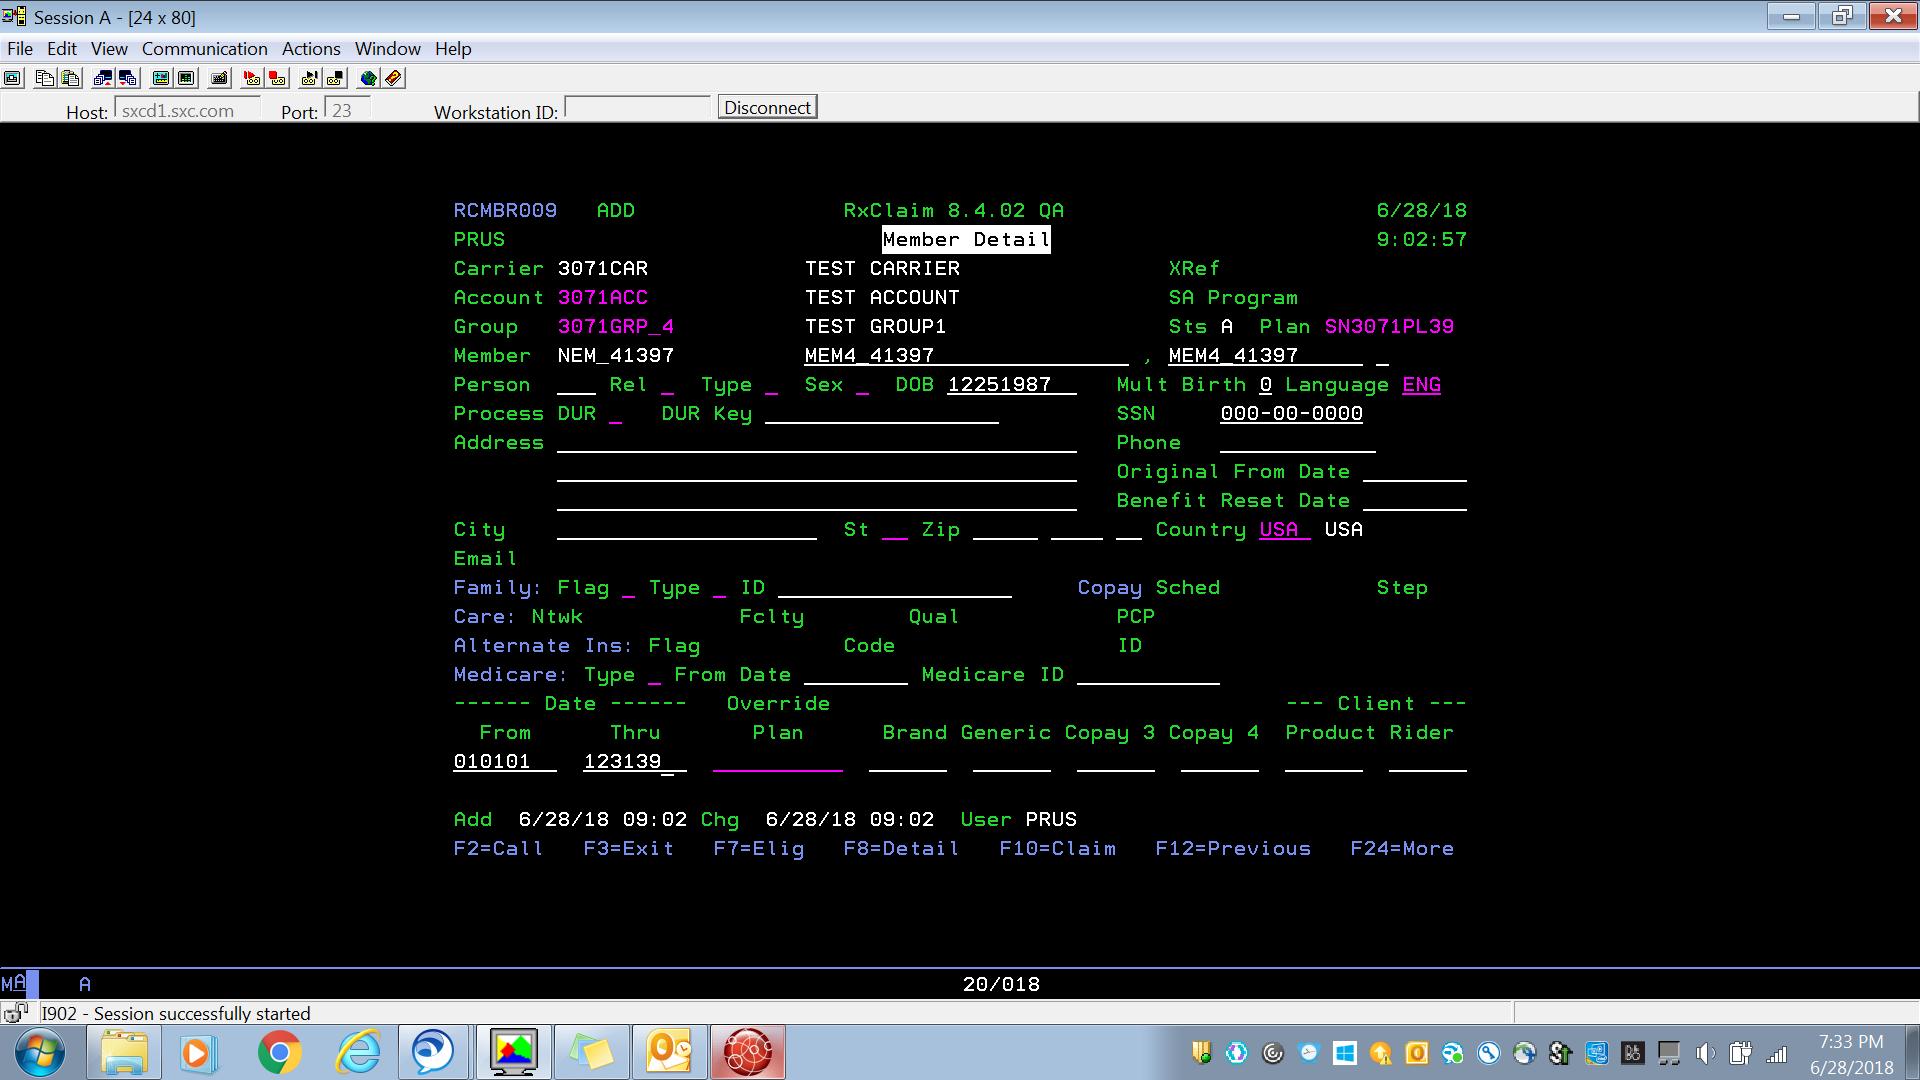 Session A - [24 x 80]
File Edit View Communication Actions Window Help
Host: sxcd1.sxc.com Port: 23 Workstation ID: Disconnect
RCMBR009 ADD RxClaim 8.4.02 QA 6/28/18
PRUS Member Detail 9:02:57
Carrier 3071CAR TEST CARRIER XRef
Account 3071ACC TEST ACCOUNT SA Program
Group 3071GRP_4 TEST GROUP1 Sts A Plan SN3071PL39
Member NEM_41397 MEM4_41397 , MEM4_41397
Person Rel Type Sex DOB 12251987 Mult Birth 0 Language ENG
Process DUR DUR Key SSN 000-00-0000
Address Phone
Original From Date
Benefit Reset Date
City St Zip Country USA USA
Email
Family: Flag Type ID Copay Sched Step
Care: Ntwk Fclty Qual PCP
Alternate Ins: Flag Code ID
Medicare: Type From Date Medicare ID
------ Date ------ Override --- Client ---
From Thru Plan Brand Generic Copay 3 Copay 4 Product Rider
010101 123139
Add 6/28/18 09:02 Chg 6/28/18 09:02 User PRUS
F2=Call F3=Exit F7=Elig F8=Detail F10=Claim F12=Previous F24=More
MA A 20/018
I902 - Session successfully started
7:33 PM
6/28/2018